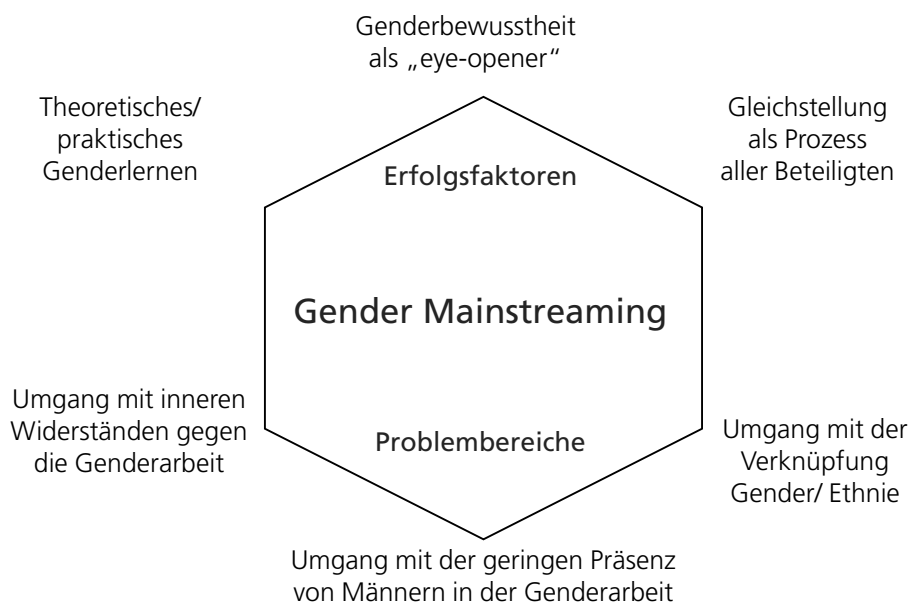 Genderbewusstheit
als „eye-opener“
Theoretisches/
praktisches
Genderlernen
Gleichstellung
als Prozess
aller Beteiligten
Erfolgsfaktoren
Gender Mainstreaming
Umgang mit inneren
Widerständen gegen
die Genderarbeit
Problembereiche
Umgang mit der
Verknüpfung
Gender/ Ethnie
Umgang mit der geringen Präsenz
von Männern in der Genderarbeit